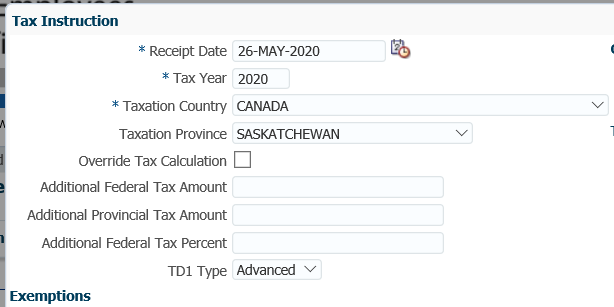 Tax Instruction
* Receipt Date 26-MAY-2020
* Tax Year 2020
* Taxation Country CANADA
Taxation Province SASKATCHEWAN
Override Tax Calculation
Additional Federal Tax Amount
Additional Provincial Tax Amount
Additional Federal Tax Percent
TD1 Type Advanced
Exemptions